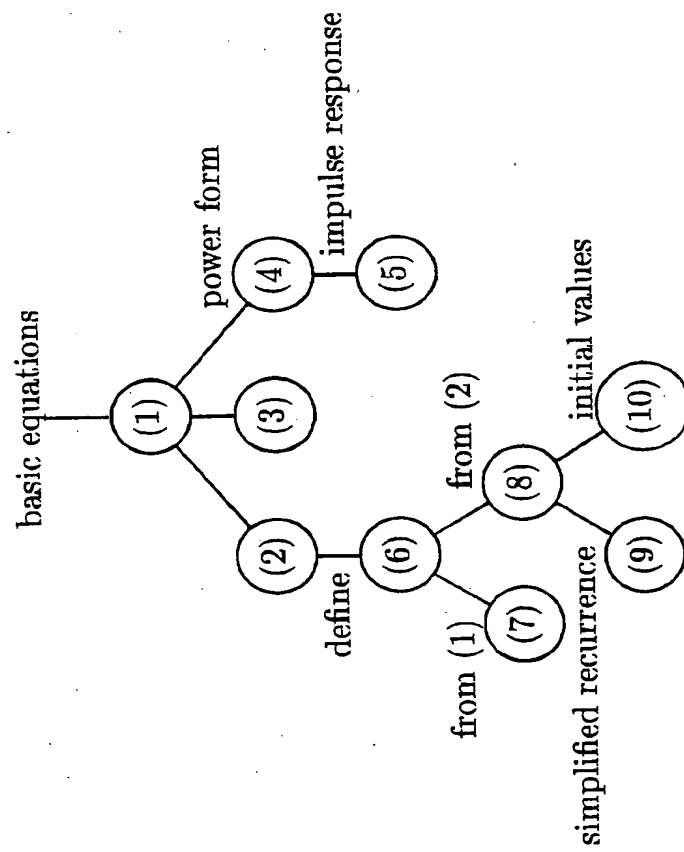 basic equations
(1)
power form
(2)
(3)
(4)
define
impulse response
(6)
(5)
from (1)
from (2)
(7)
(8)
simplified recurrence
initial values
(9)
(10)